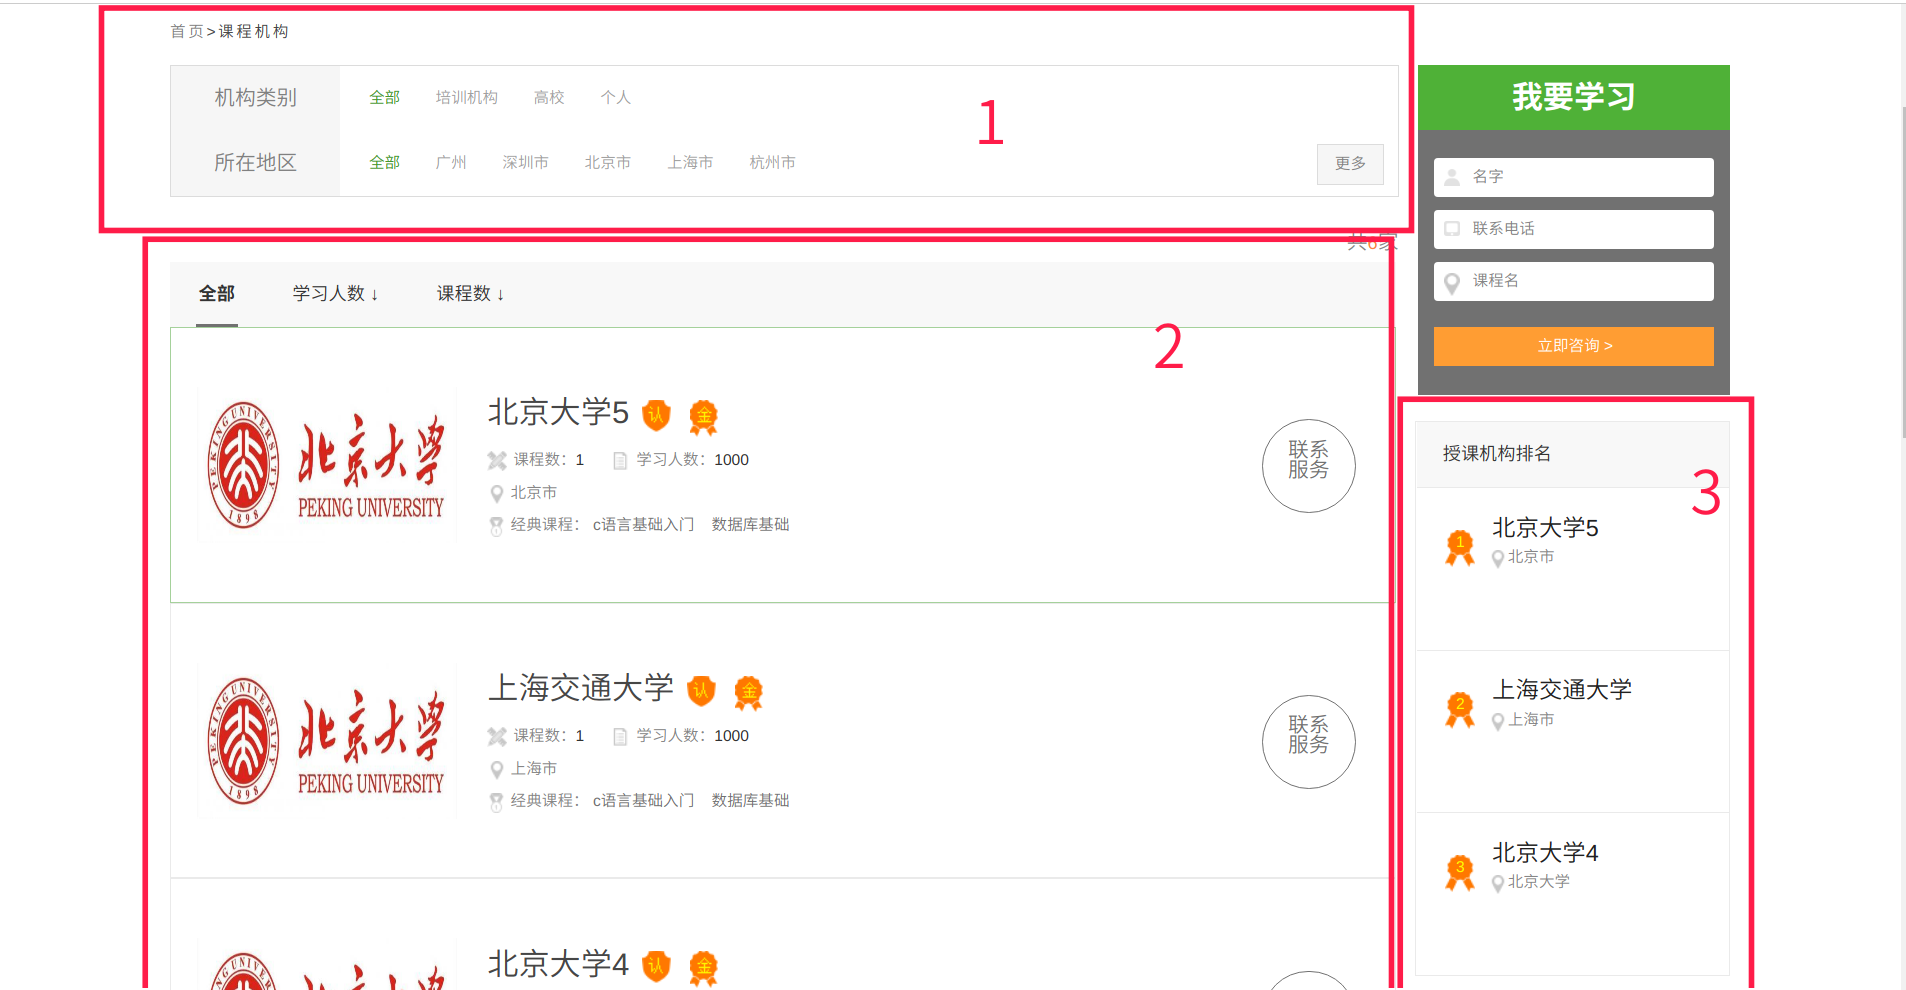 首页>课程机构
机构类别 全部 培训机构 高校 个人
所在地区 全部 广州 深圳市 北京市 上海市 杭州市 更多
1
共6家
全部 学习人数↓ 课程数↓
2
北京大学5 认 金
课程数：1 学习人数：1000
北京市
经典课程： c语言基础入门 数据库基础
联系
服务
PEKING UNIVERSITY
1898
北京大学
PEKING UNIVERSITY
上海交通大学 认 金
课程数：1 学习人数：1000
上海市
经典课程： c语言基础入门 数据库基础
联系
服务
PEKING UNIVERSITY
1898
北京大学
PEKING UNIVERSITY
北京大学4 认 金
我要学习
名字
联系电话
课程名
立即咨询 >
授课机构排名
3
1 北京大学5
北京市
2 上海交通大学
上海市
3 北京大学4
北京大学